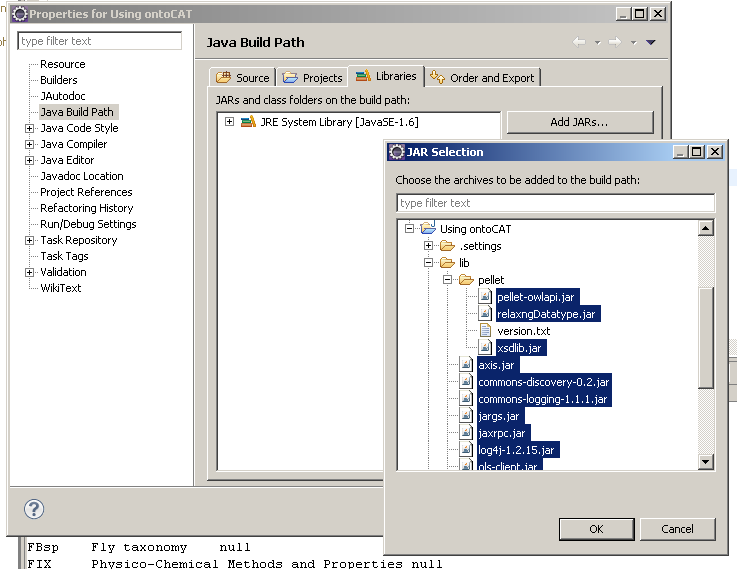 Properties for Using ontoCAT
type filter text
Resource
Builders
JAutodoc
Java Build Path
Java Code Style
Java Compiler
Java Editor
Javadoc Location
Project References
Refactoring History
Run/Debug Settings
Task Repository
Task Tags
Validation
WikiText
Java Build Path
Source
Projects
Libraries
Order and Export
JARs and class folders on the build path:
JRE System Library [JavaSE-1.6]
Add JARs...
JAR Selection
Choose the archives to be added to the build path:
type filter text
Using ontoCAT
.settings
lib
pellet
pellet-owlapi.jar
relaxngDatatype.jar
version.txt
xsdlib.jar
axis.jar
commons-discovery-0.2.jar
commons-logging-1.1.1.jar
jargs.jar
jaxrpc.jar
log4j-1.2.15.jar
ols-client.jar
OK
Cancel
FBsp Fly taxonomy null
FIX Physico-Chemical Methods and Properties null